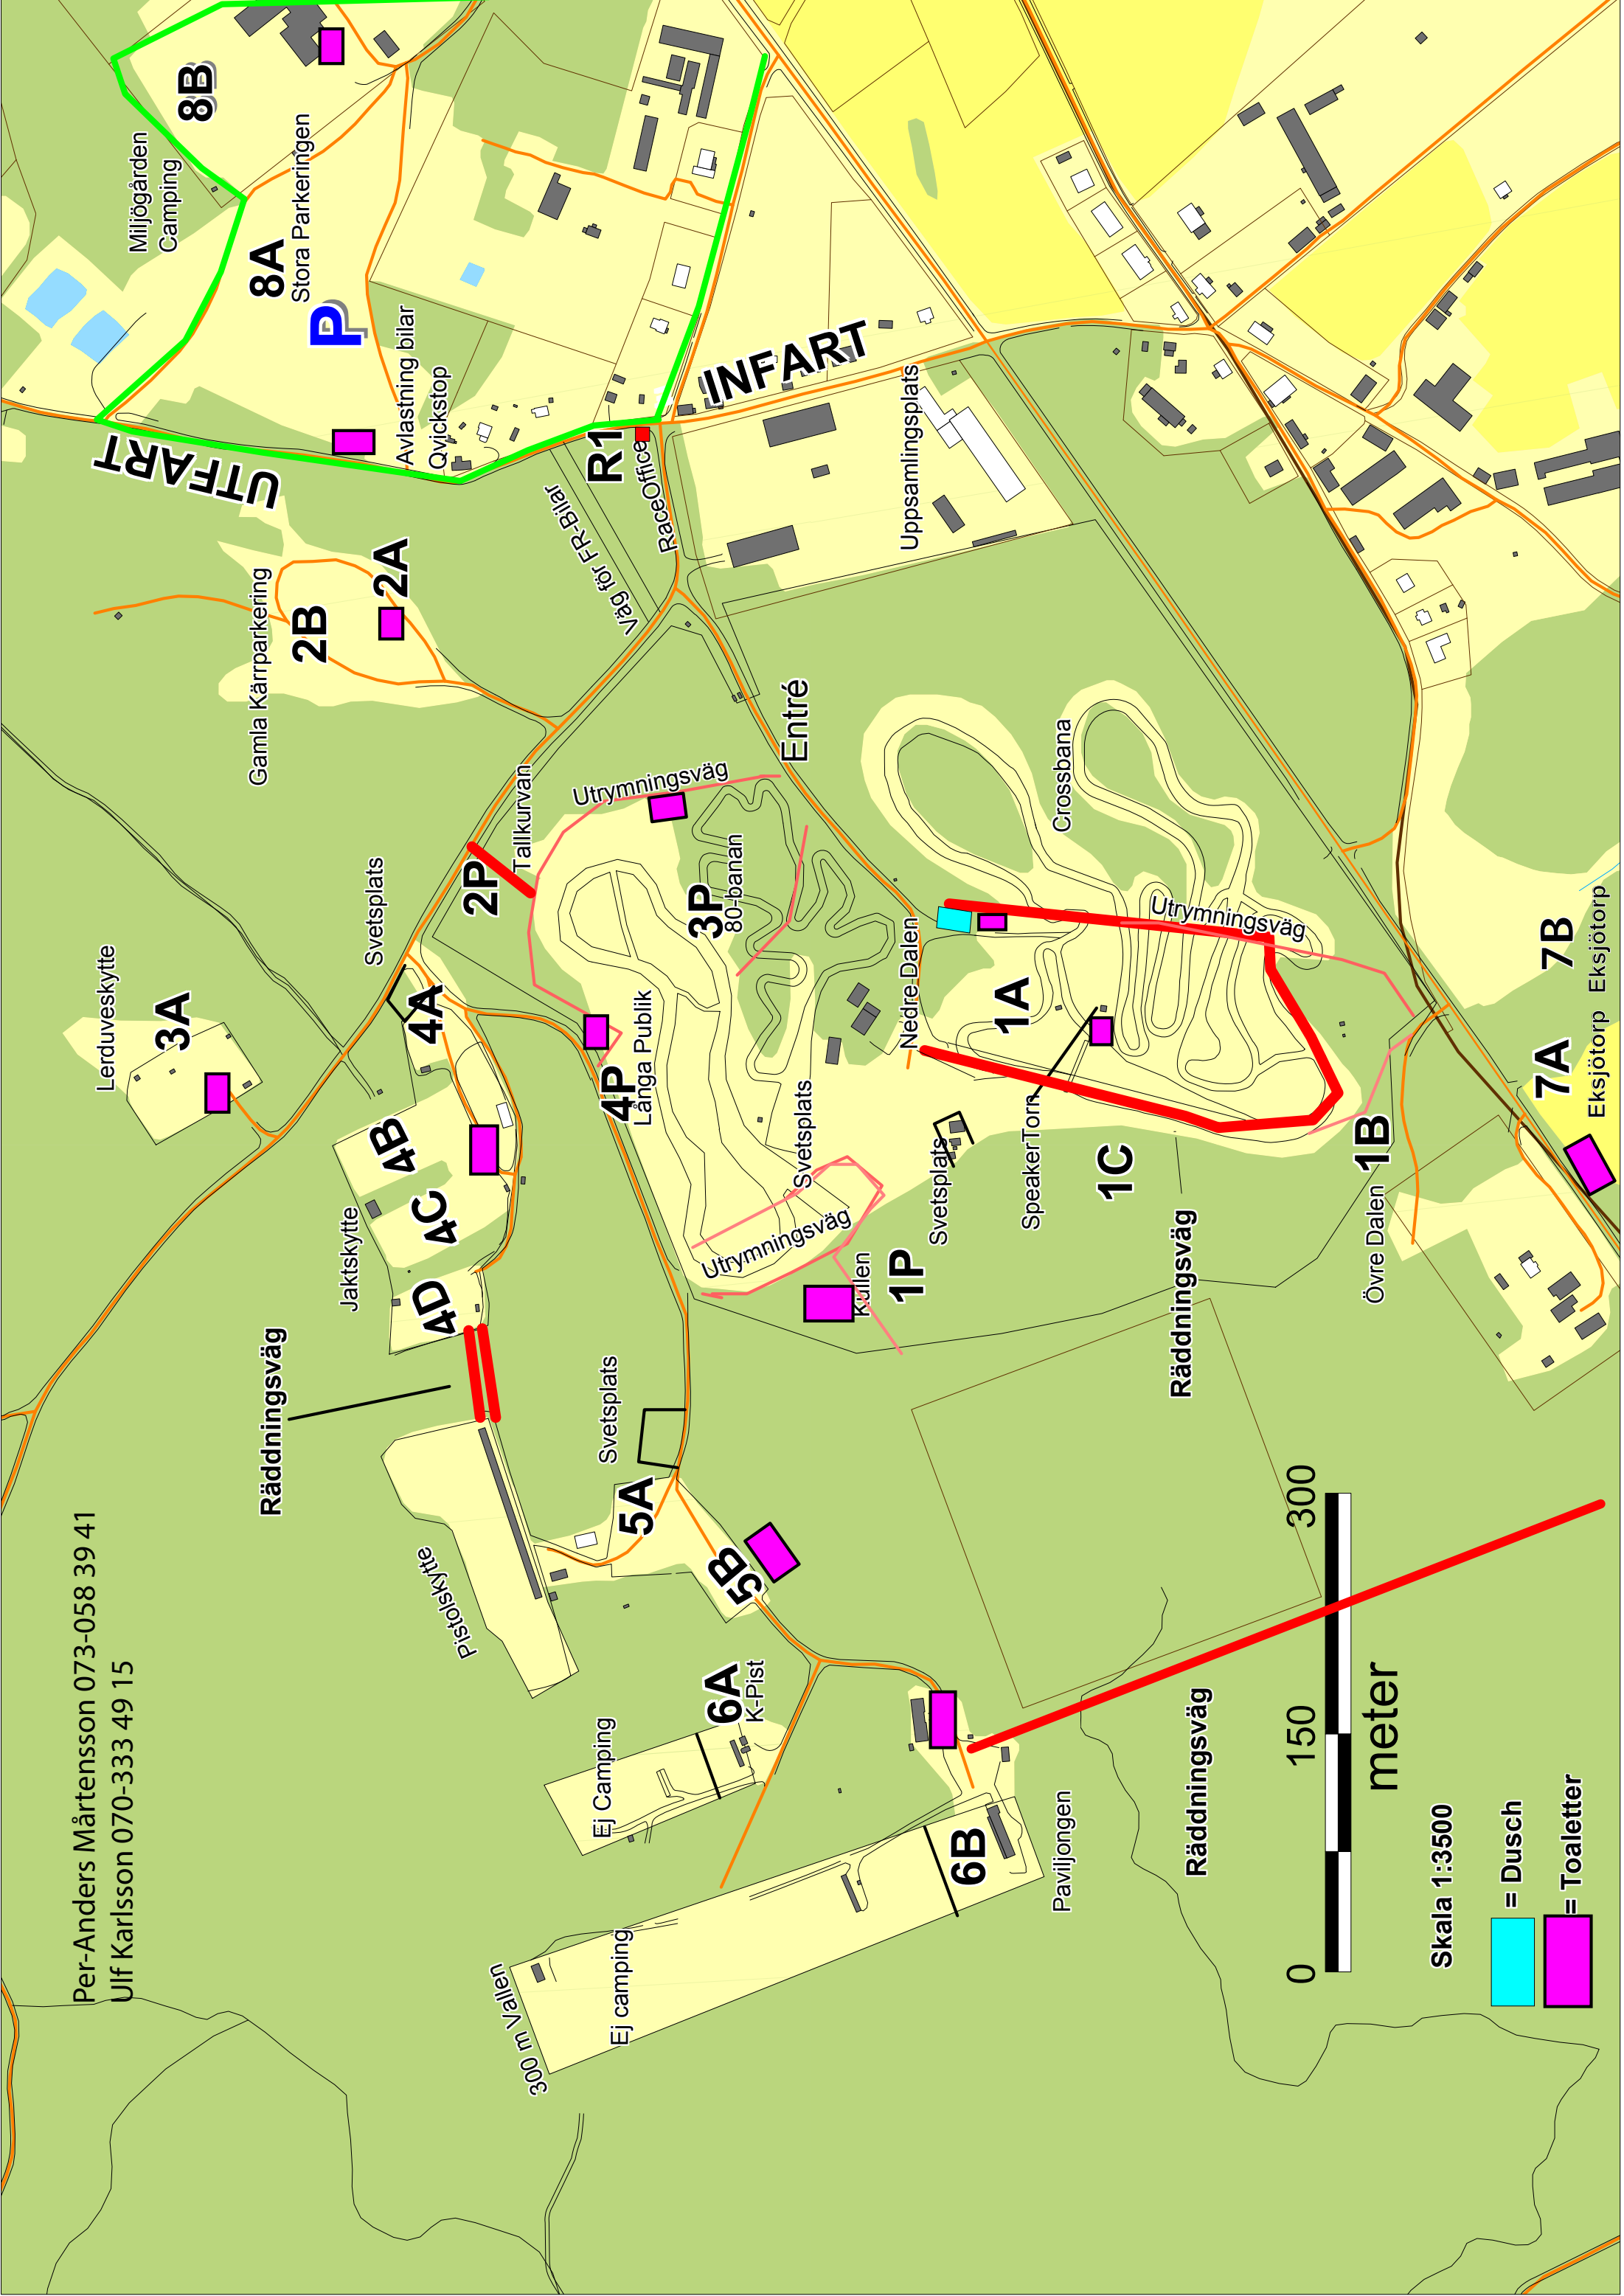 Per-Anders Mårtensson 073-058 39 41
Ulf Karlsson 070-333 49 15
Räddningsväg
Jaktskytte
Lerduveskytte
3A
Svetsplats
Gamla Kärrparkering
2B
2A
UTFART
Miljögården
Camping
8B
8A
Stora Parkeringen
P
Avlastning bilar
Qvickstop
4A
4B
4C
4D
Pistolskytte
Svetsplats
5A
5B
6A
K-Pist
Ej Camping
300 m Vallen
Ej camping
6B
Paviljongen
2P
Tallkurvan
Utrymningsväg
3P
80-banan
4P
Långa Publik
Väg för FR-Bilar
R1
RaceOffice
INFART
Uppsamlingsplats
Entré
Svetsplats
Utrymningsväg
Kullen
1P
Nedre Dalen
Svetsplats
SpeakerTorn
1A
Crossbana
Utrymningsväg
1C
Räddningsväg
1B
Övre Dalen
7A
Eksjötorp
7B
Eksjötorp
Räddningsväg
0
150
300
meter
Skala 1:3500
= Dusch
= Toaletter